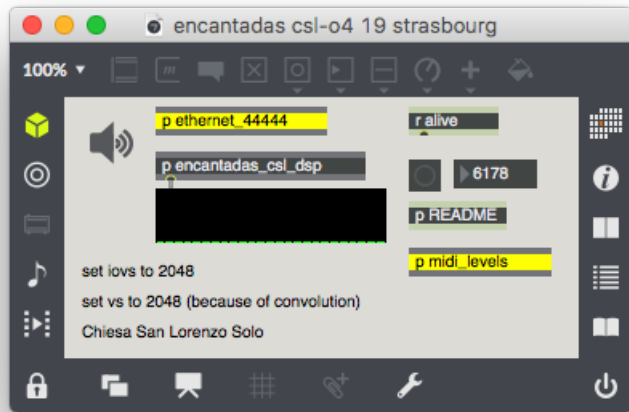 encantadas csl-o4 19 strasbourg
100%
p ethernet_44444
r alive
p encantadas_csl_dsp
6178
p README
p midi_levels
set iovs to 2048
set vs to 2048 (because of convolution)
Chiesa San Lorenzo Solo